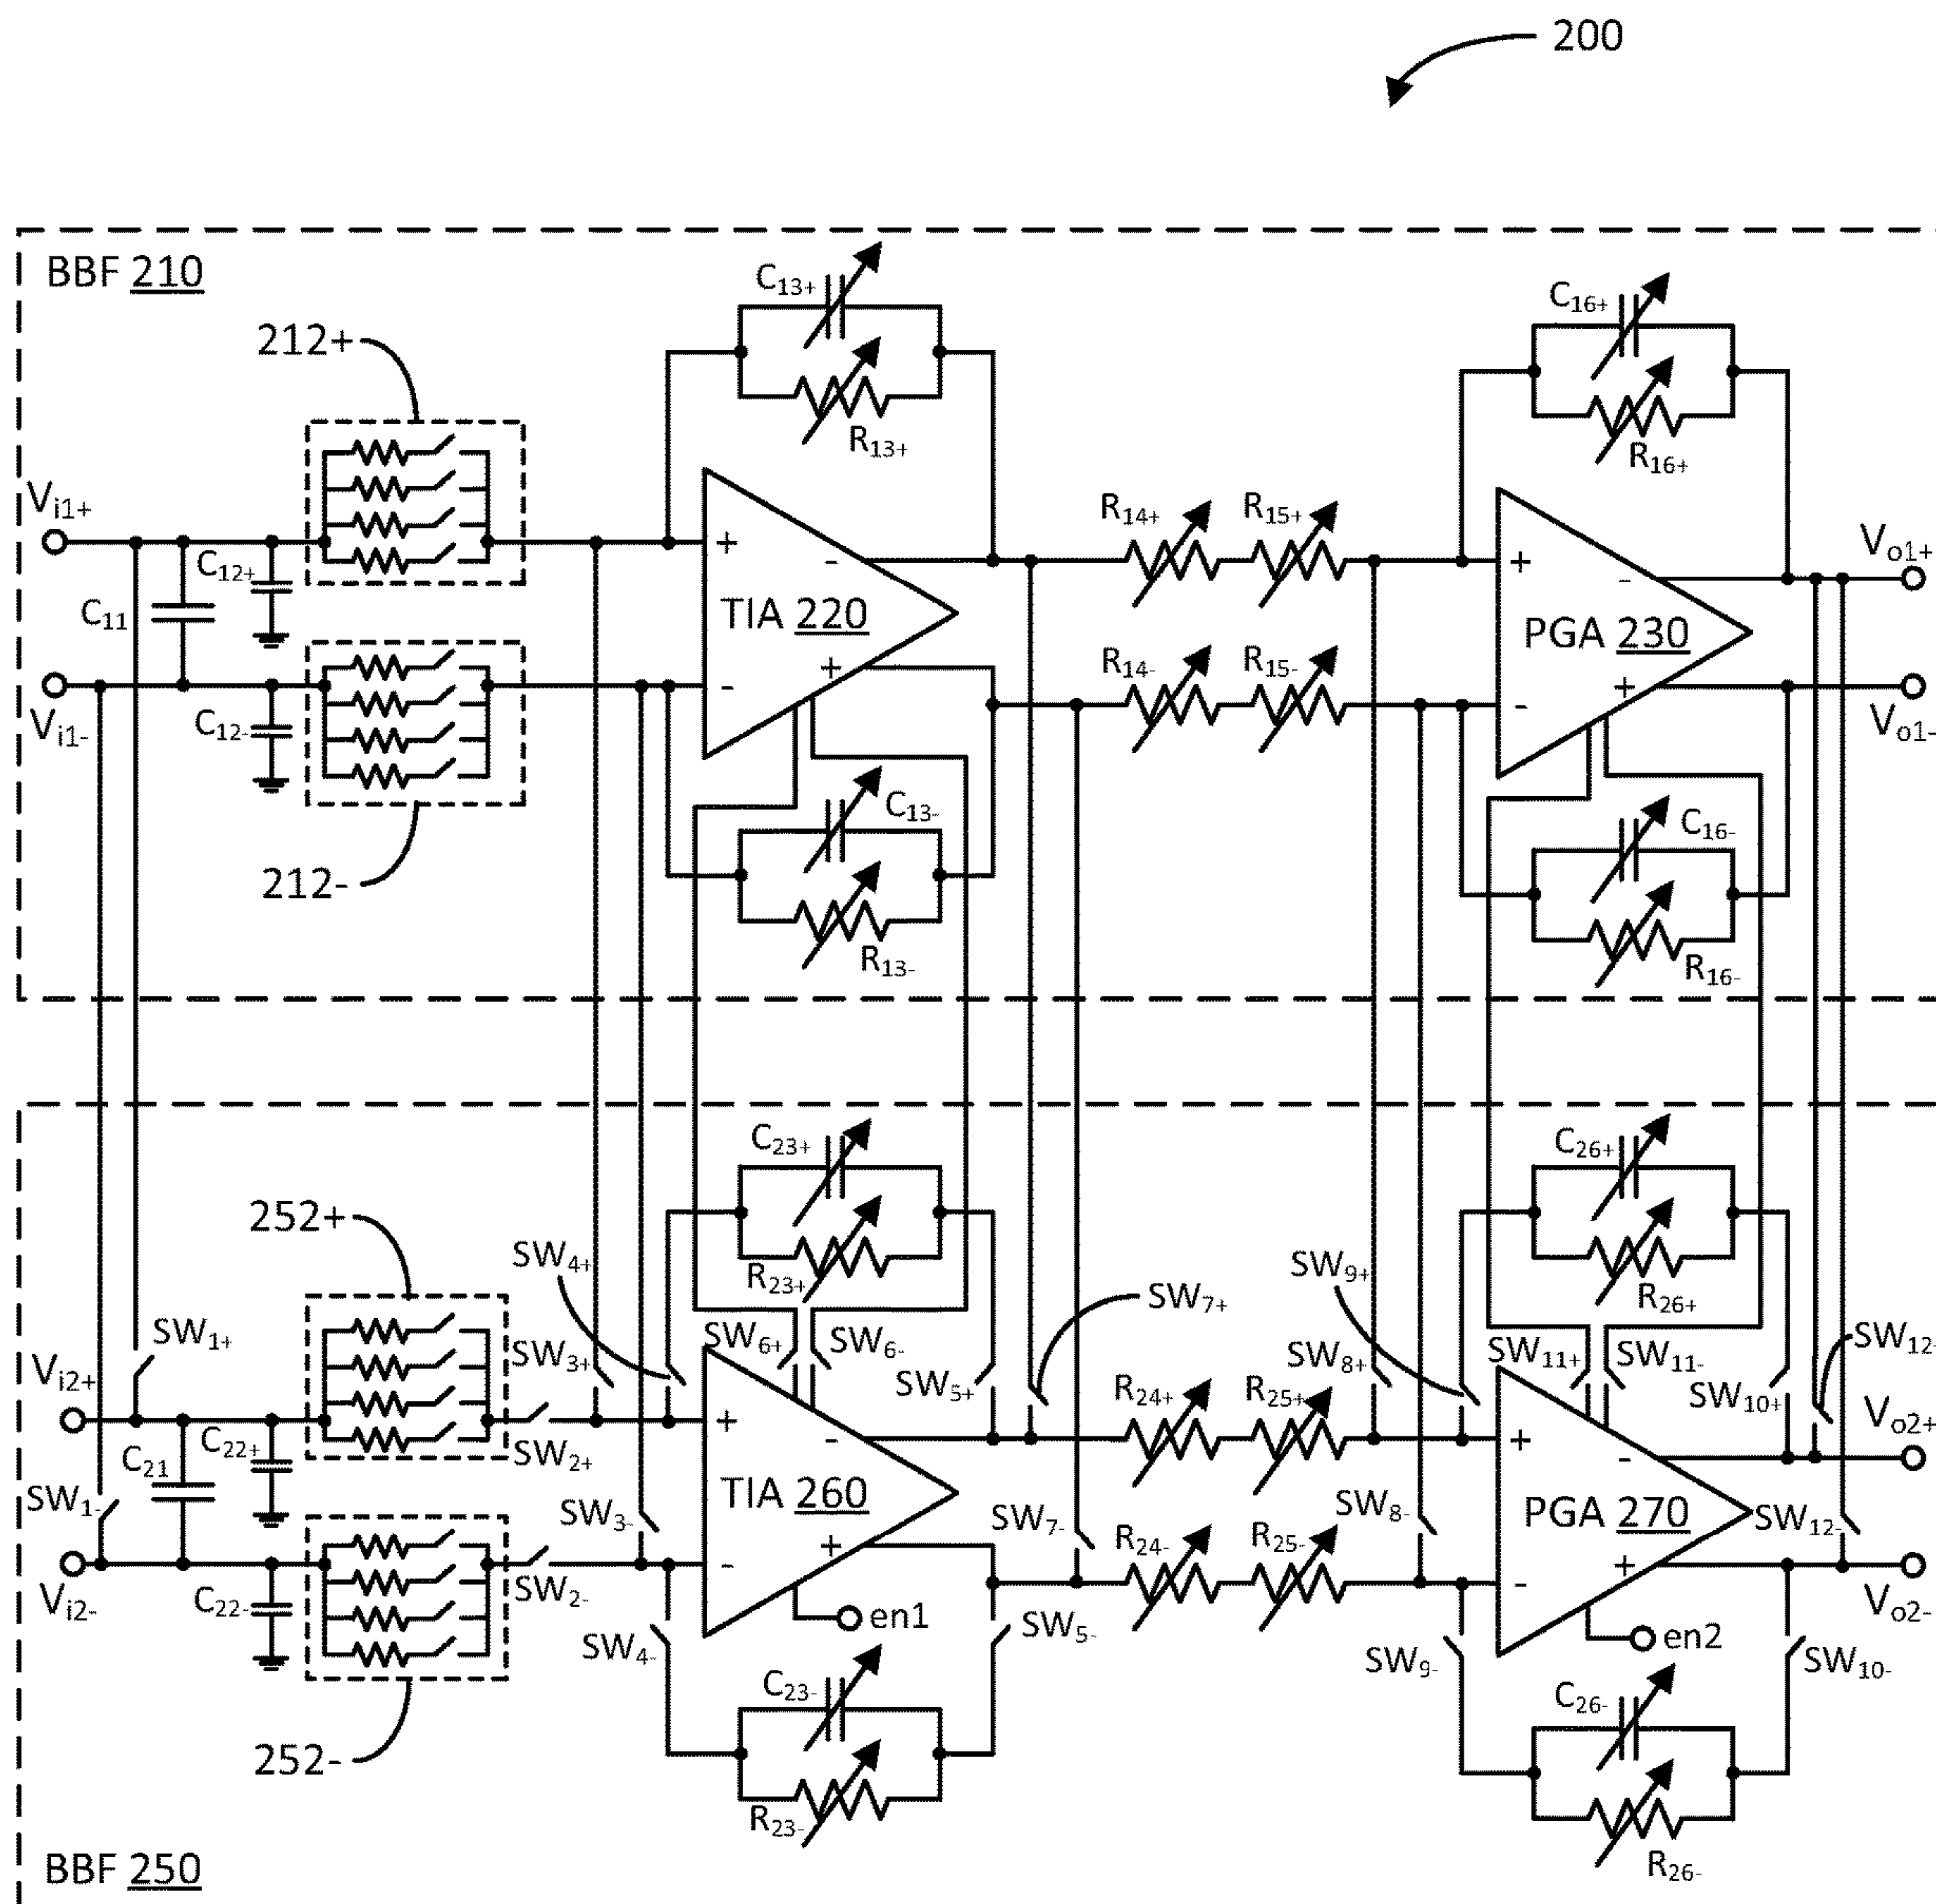 200
BBF 210
C13+
R13+
C16+
R16+
212+
Vi1+
C12+
C11
Vi1-
C12-
212-
+
-
TIA 220
+
-
R14+
R15+
R14-
R15-
+
-
PGA 230
+
-
Vo1+
Vo1-
C13-
R13-
C16-
R16-
C23+
R23+
C26+
R26+
252+
SW4+
SW9+
SW7+
SW1+
SW3+
SW6+
SW6-
SW5+
SW8+
SW11+
SW11-
SW10+
SW12-
Vi2+
C22+
C21
SW2+
R24+
R25+
Vo2+
SW1-
SW3-
+
-
TIA 260
+
-
SW7-
R24-
R25-
SW8-
+
-
PGA 270
+
-
SW12-
Vi2-
C22-
SW2-
Vo2-
en1
en2
SW4-
SW5-
SW9-
SW10-
252-
C23-
R23-
C26-
R26-
BBF 250